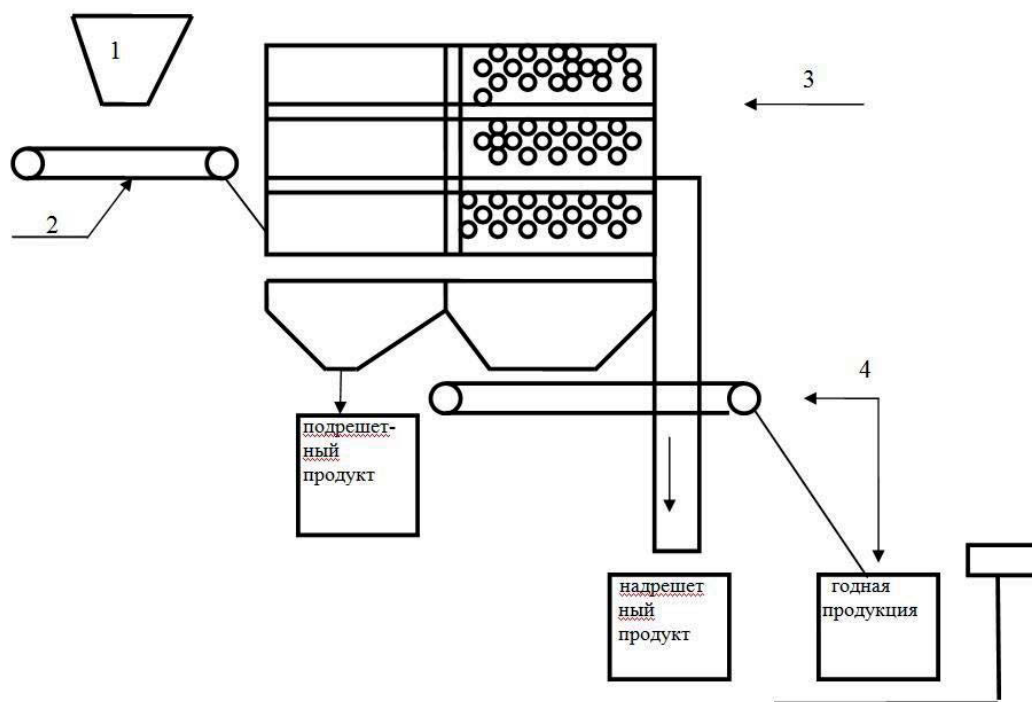 1
3
2
4
подрешет-
ный
продукт
надрешет
ный
продукт
годная
продукция